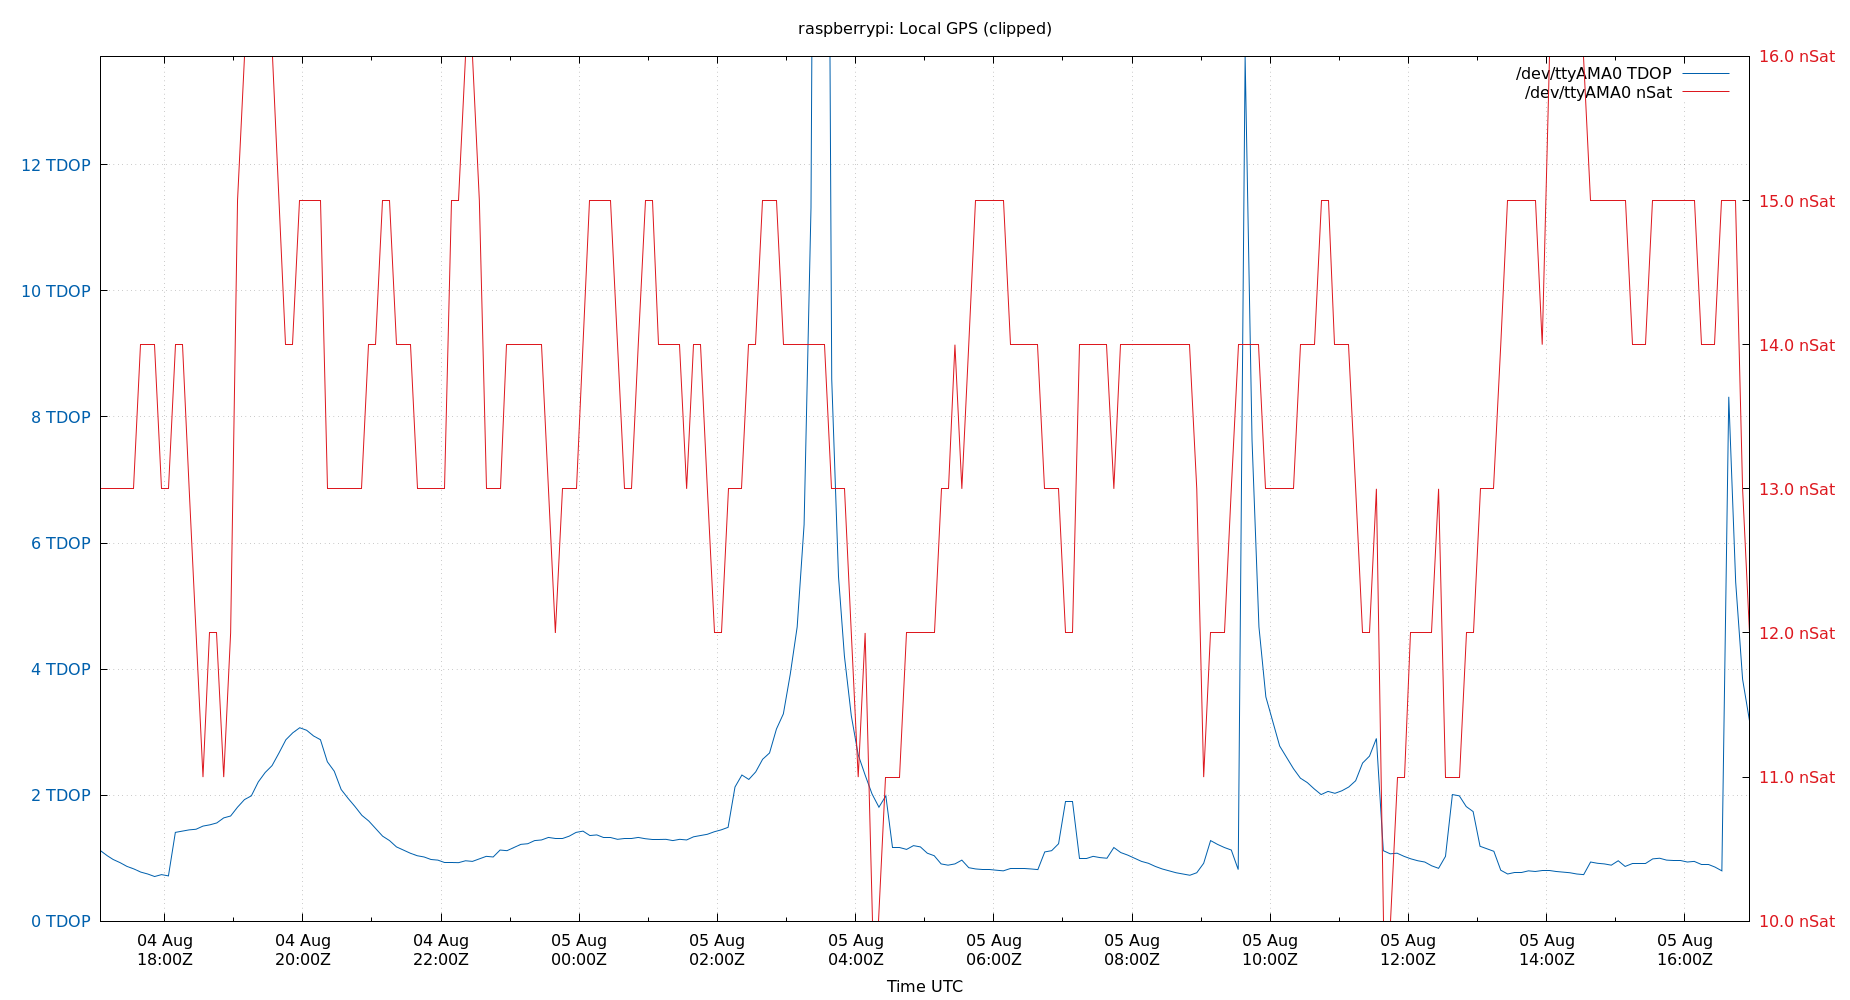 raspberrypi: Local GPS (clipped)
16.0 nSat
/dev/ttyAMA0 TDOP
/dev/ttyAMA0 nSat
12 TDOP
15.0 nSat
10 TDOP
14.0 nSat
8 TDOP
13.0 nSat
6 TDOP
12.0 nSat
4 TDOP
11.0 nSat
2 TDOP
0 TDOP
10.0 nSat
04 Aug 04 Aug 04 Aug 05 Aug 05 Aug 05 Aug 05 Aug 05 Aug 05 Aug 05 Aug 05 Aug 05 Aug
18:00Z 20:00Z 22:00Z 00:00Z 02:00Z 04:00Z 06:00Z 08:00Z 10:00Z 12:00Z 14:00Z 16:00Z
Time UTC